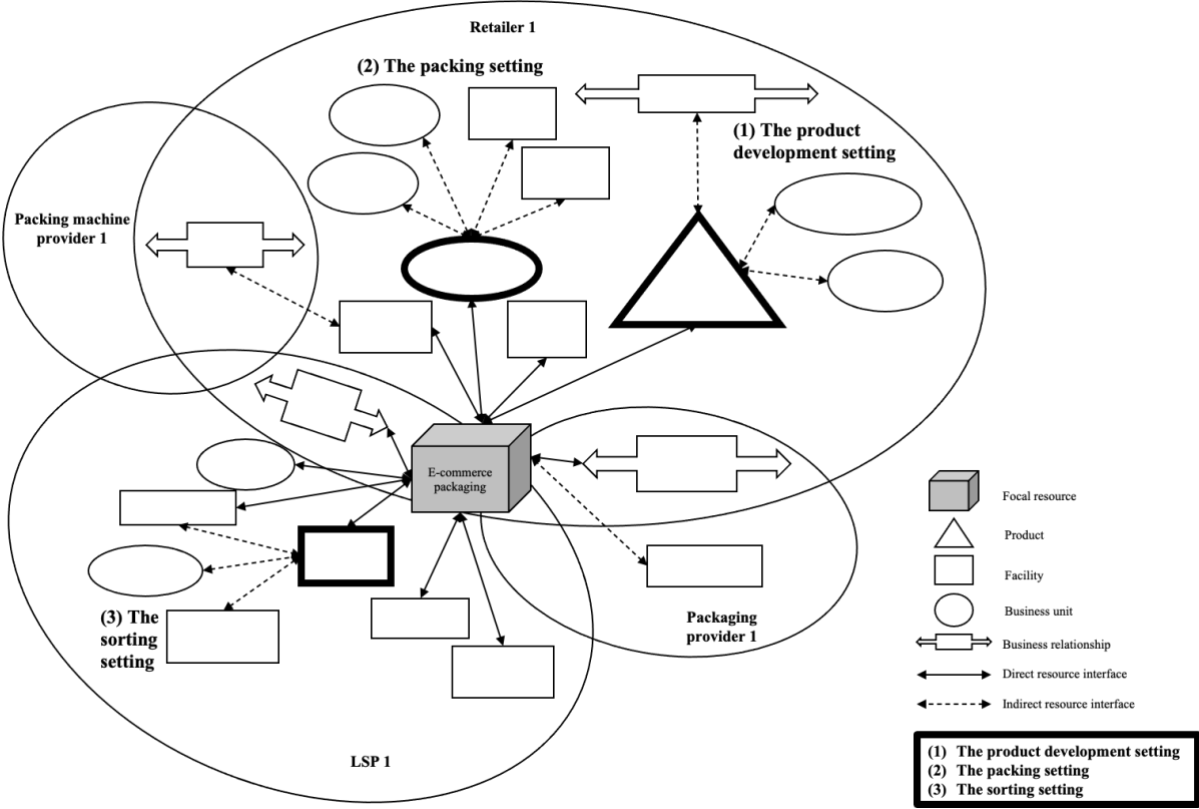 Retailer 1
(2) The packing setting
(1) The product
development setting
Packing machine
provider 1
E-commerce
packaging
(3) The
sorting
setting
Packaging
provider 1
LSP 1
Focal resource
Product
Facility
Business unit
Business relationship
Direct resource interface
Indirect resource interface
(1) The product development setting
(2) The packing setting
(3) The sorting setting